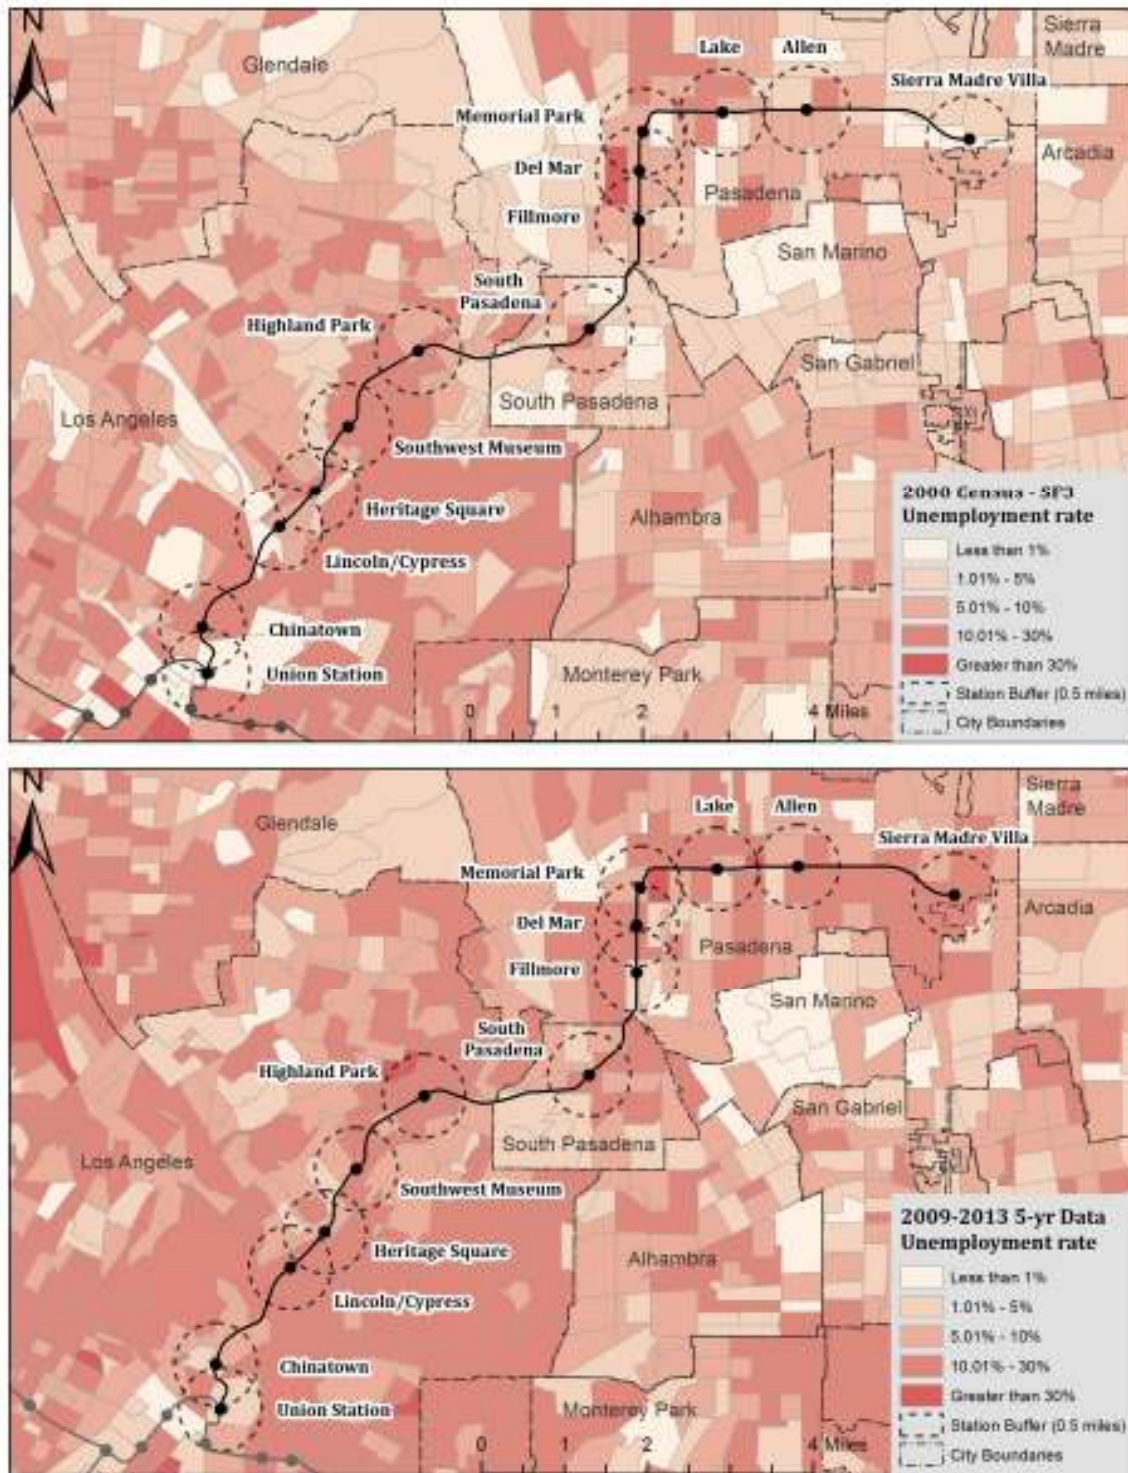 N
Glendale
Lake
Allen
Sierra
Madre
Sierra Madre Villa
Memorial Park
Arcadia
Del Mar
Pasadena
Fillmore
San Marino
South
Pasadena
Highland Park
San Gabriel
Los Angeles
South Pasadena
Southwest Museum
Heritage Square
Alhambra
Lincoln/Cypress
Chinatown
Union Station
Monterey Park
0 1 2 4 Miles
2000 Census - SF3
Unemployment rate
Less than 1%
1.01% - 5%
5.01% - 10%
10.01% - 30%
Greater than 30%
Station Buffer (0.5 miles)
City Boundaries
N
Glendale
Lake
Allen
Sierra
Madre
Sierra Madre Villa
Memorial Park
Arcadia
Del Mar
Pasadena
Fillmore
San Marino
South
Pasadena
Highland Park
San Gabriel
South Pasadena
Los Angeles
Southwest Museum
Heritage Square
Alhambra
Lincoln/Cypress
Chinatown
Union Station
Monterey Park
0 1 2 4 Miles
2009-2013 5-yr Data
Unemployment rate
Less than 1%
1.01% - 5%
5.01% - 10%
10.01% - 30%
Greater than 30%
Station Buffer (0.5 miles)
City Boundaries